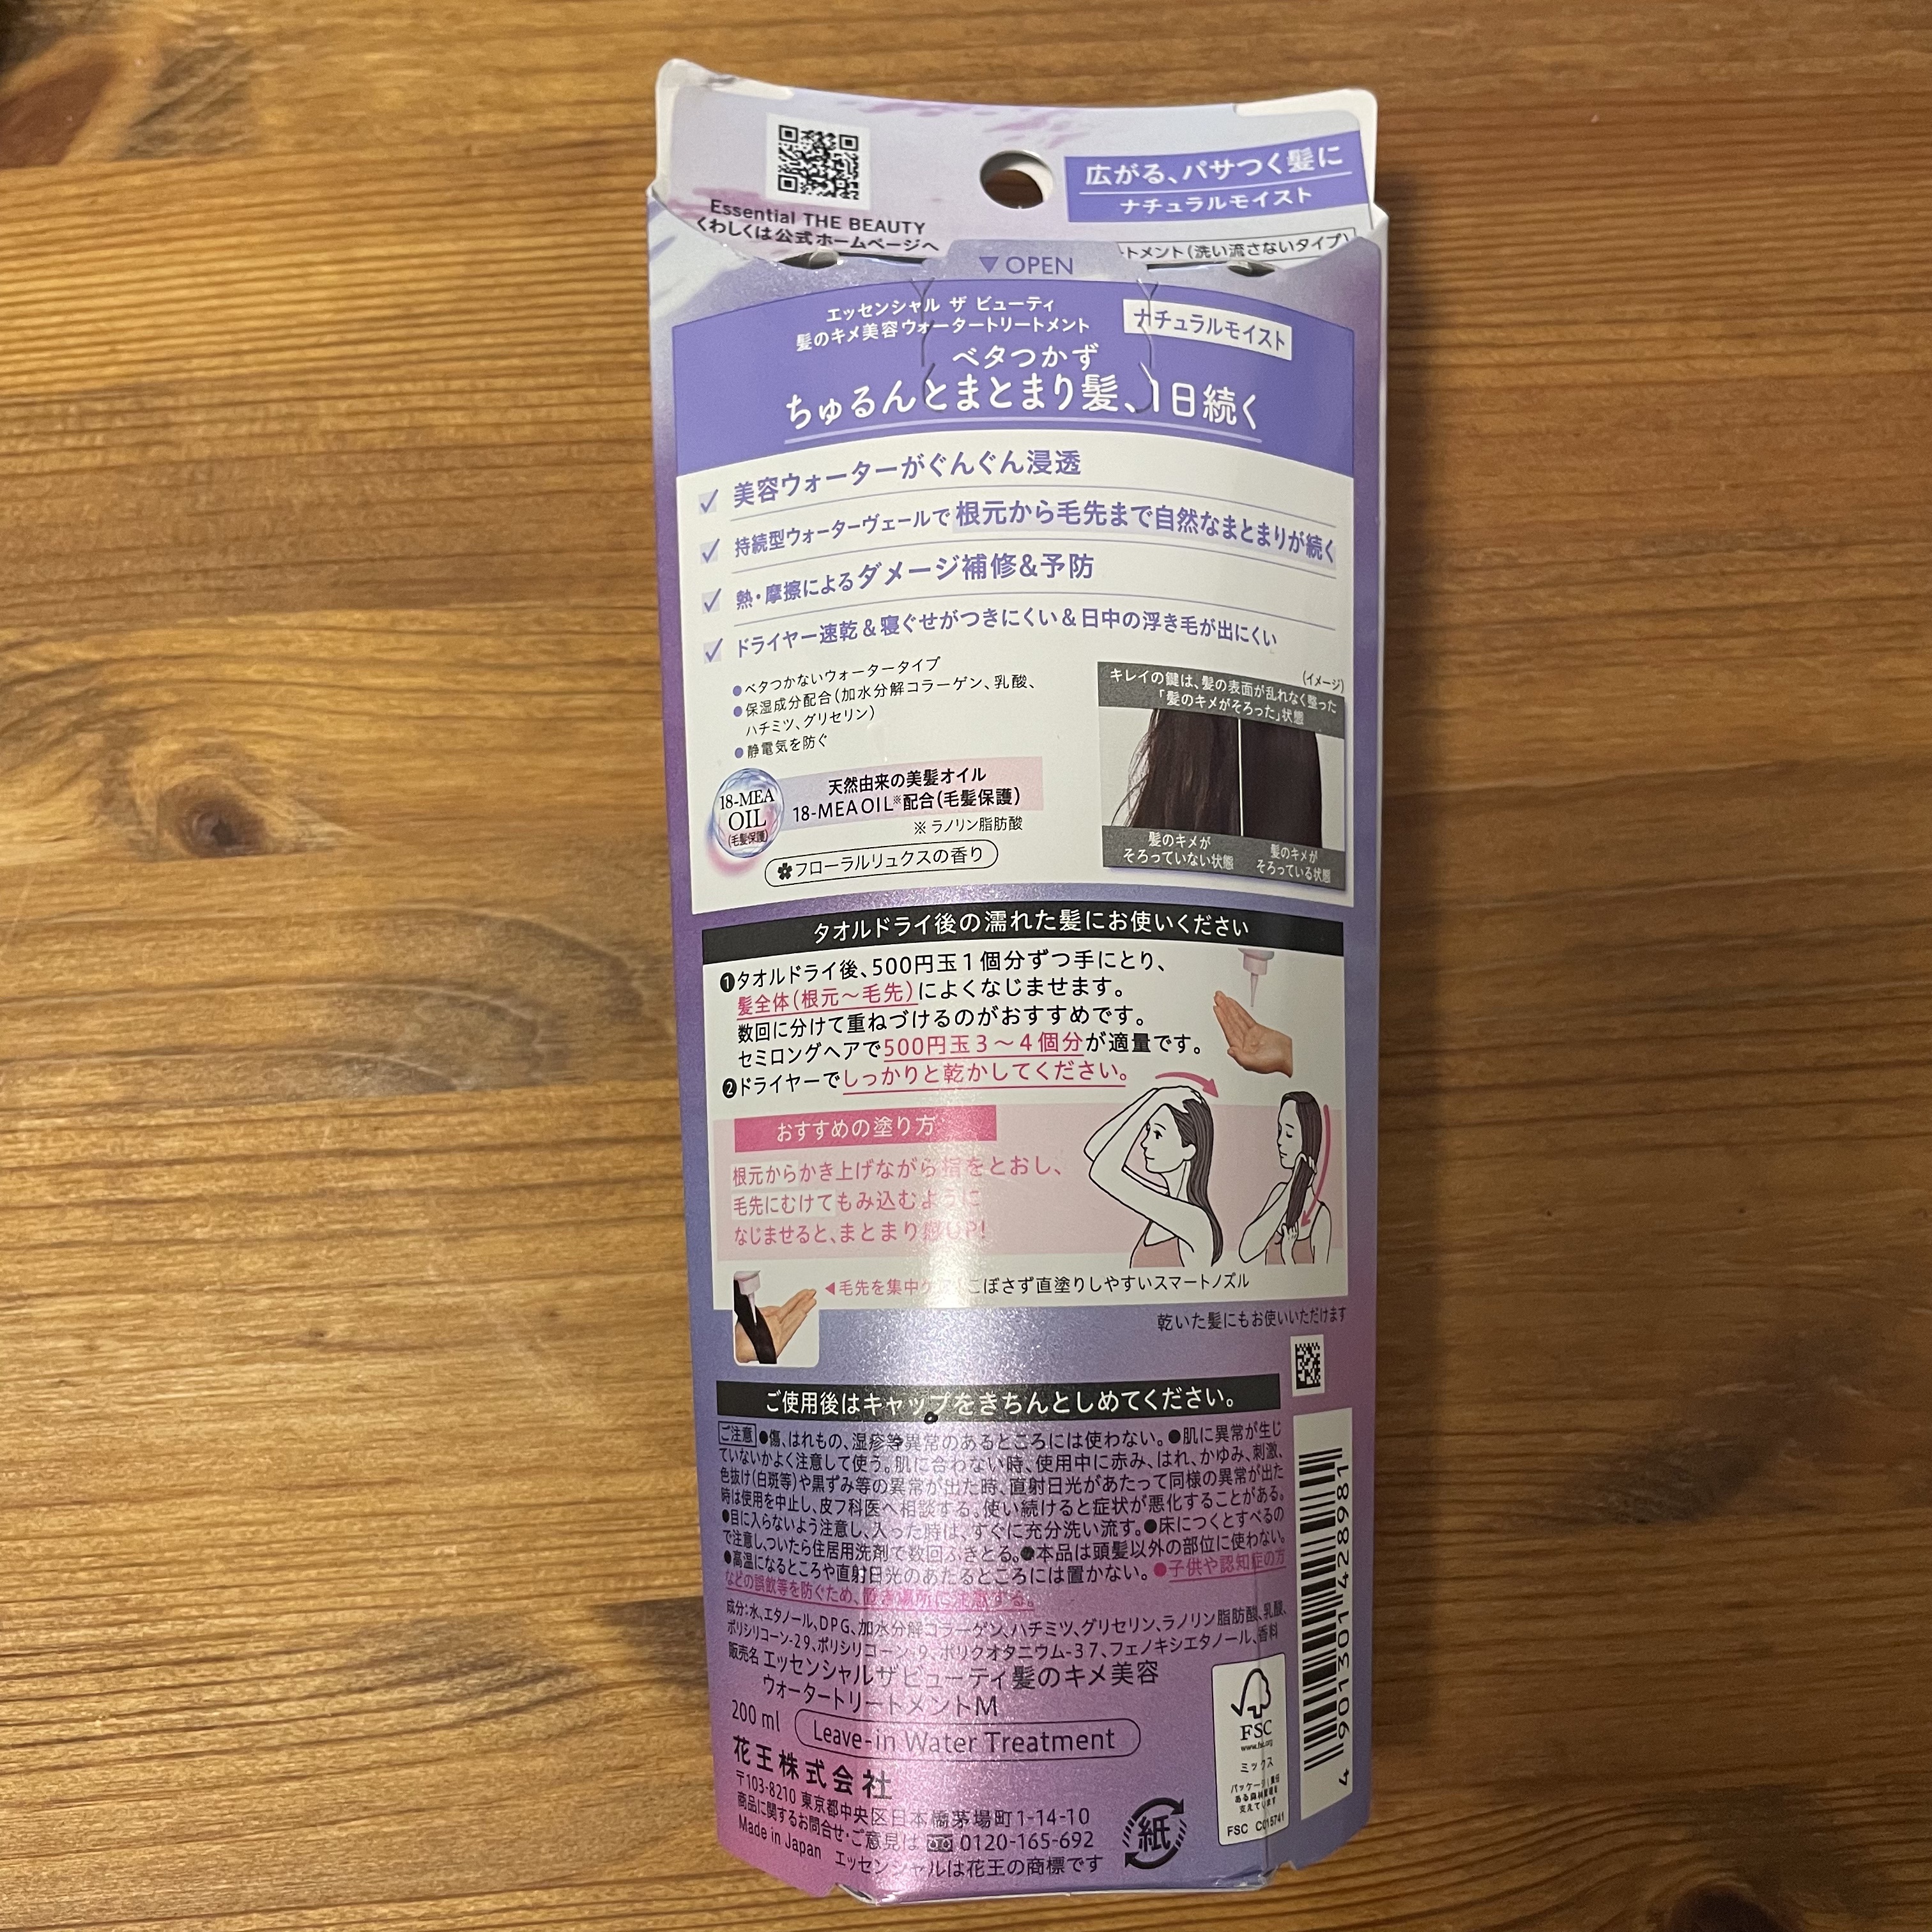 Essential THE BEAUTY
くわしくは公式ホームページへ
広がる、パサつく髪に
ナチュラルモイスト
トメント(洗い流さないタイプ)
▼OPEN
エッセンシャル ザ ビューティ
髪のキメ美容ウォータートリートメント
ナチュラルモイスト
ベタつかず
ちゅるんとまとまり髪、1日続く
美容ウォーターがぐんぐん浸透
持続型ウォーターヴェールで根元から毛先まで自然なまとまりが続く
熱・摩擦によるダメージ補修&予防
ドライヤー速乾&寝ぐせがつきにくい&日中の浮き毛が出にくい
●ベタつかないウォータータイプ
●保湿成分配合(加水分解コラーゲン、乳酸、
ハチミツ、グリセリン)
●静電気を防ぐ
18-MEA
OIL
(毛髪保護)
天然由来の美髪オイル
18-MEA OIL※配合(毛髪保護)
※ ラノリン脂肪酸
フローラルリュクスの香り
(イメージ)
キレイの鍵は、髪の表面が乱れなく整った
「髪のキメがそろった」状態
髪のキメが
そろっていない状態
髪のキメが
そろっている状態
タオルドライ後の濡れた髪にお使いください
❶タオルドライ後、500円玉1個分ずつ手にとり、
髪全体(根元〜毛先)によくなじませます。
数回に分けて重ねづけるのがおすすめです。
セミロングヘアで500円玉3〜4個分が適量です。
❷ドライヤーでしっかりと乾かしてください。
おすすめの塗り方
根元からかき上げながら指をとおし、
毛先にむけてもみ込むように
なじませると、まとまり感UP!
◀毛先を集中ケア!こぼさず直塗りしやすいスマートノズル
乾いた髪にもお使いいただけます
ご使用後はキャップをきちんとしめてください。
ご注意 ●傷、はれもの、湿疹等異常のあるところには使わない。●肌に異常が生じ
ていないかよく注意して使う。肌に合わない時、使用中に赤み、はれ、かゆみ、刺激、
色抜け(白斑等)や黒ずみ等の異常が出た時、直射日光があたって同様の異常が出た
時は使用を中止し、皮フ科医へ相談する。使い続けると症状が悪化することがある。
●目に入らないよう注意し、入った時は、すぐに充分洗い流す。●床につくとすべるの
で注意し、ついたら住居用洗剤で数回ふきとる。●本品は頭髪以外の部位に使わない。
●高温になるところや直射日光のあたるところには置かない。●子供や認知症の方
などの誤飲等を防ぐため、置き場所に注意する。
成分:水、エタノール、DPG、加水分解コラーゲン、ハチミツ、グリセリン、ラノリン脂肪酸、乳酸、
ポリシリコーン-29、ポリシリコーン-9、ポリクオタニウム-37、フェノキシエタノール、香料
販売名 エッセンシャルザ ビューティ髪のキメ美容
ウォータートリートメントM
200 ml Leave-in Water Treatment
花王株式会社
〒103-8210 東京都中央区日本橋茅場町1-14-10
商品に関するお問合せ・ご意見は 0120-165-692
Made in Japan エッセンシャルは花王の商標です
紙
FSC
www.fsc.org
ミックス
パッケージ|責任
ある森林管理を
支えています
FSC C015741
4 901301 428981